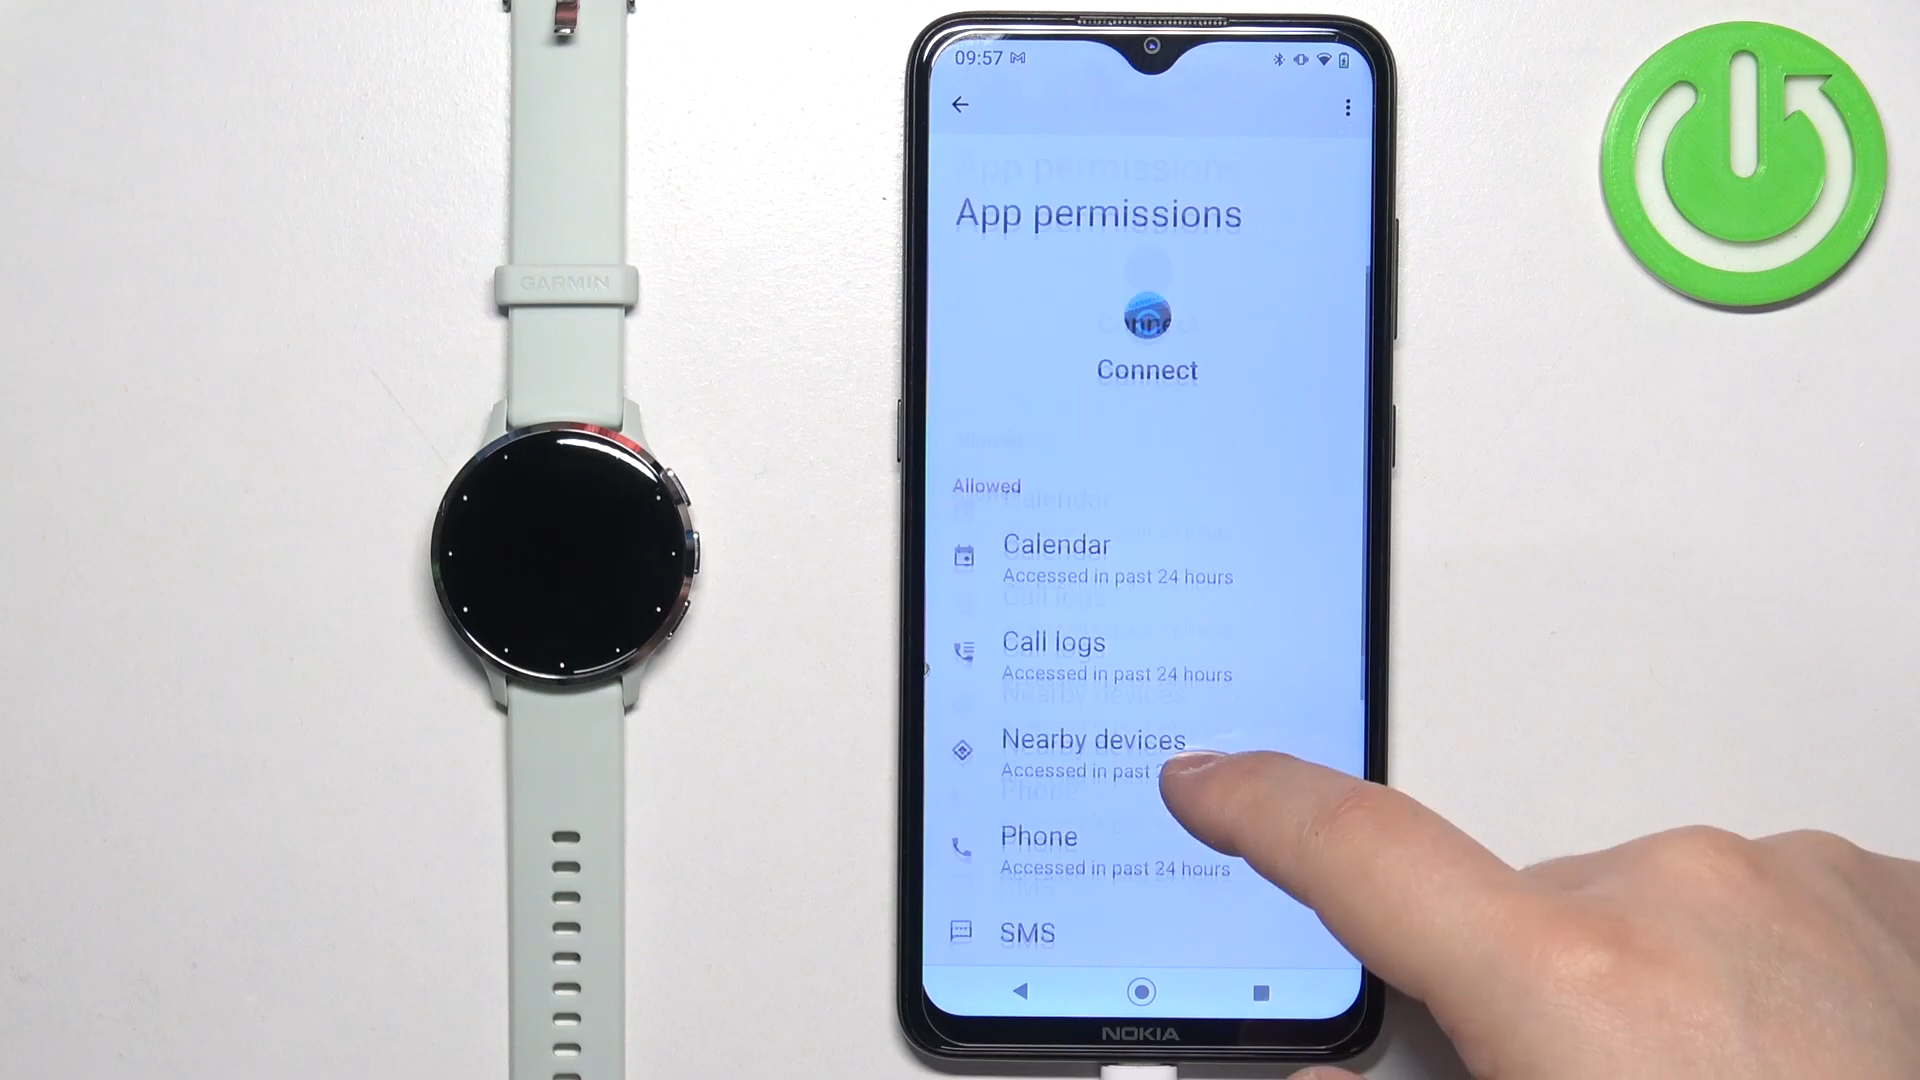 GARMIN
09:57
App permissions
Connect
Allowed
Calendar
Accessed in past 24 hours
Call logs
Accessed in past 24 hours
Nearby devices
Accessed in past
Phone
Accessed in past 24 hours
SMS
NOKIA